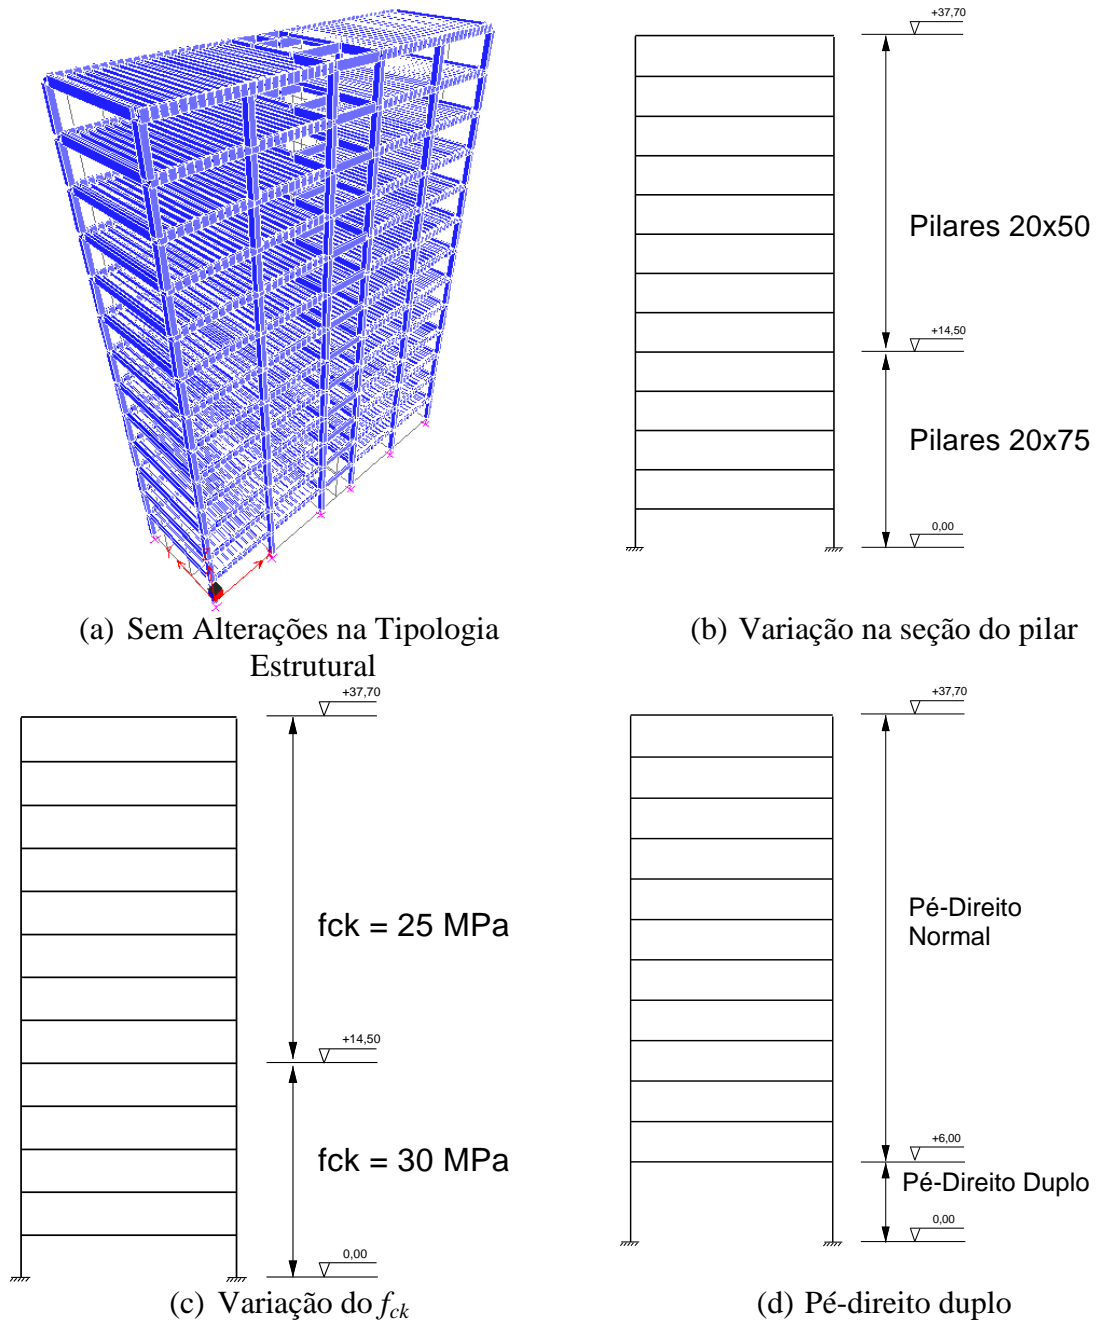 +37,70
Pilares 20x50
+14,50
Pilares 20x75
0,00
(a) Sem Alterações na Tipologia
Estrutural
(b) Variação na seção do pilar
+37,70
fck = 25 MPa
+14,50
fck = 30 MPa
0,00
(c) Variação do fck
+37,70
Pé-Direito
Normal
+6,00
Pé-Direito Duplo
0,00
(d) Pé-direito duplo